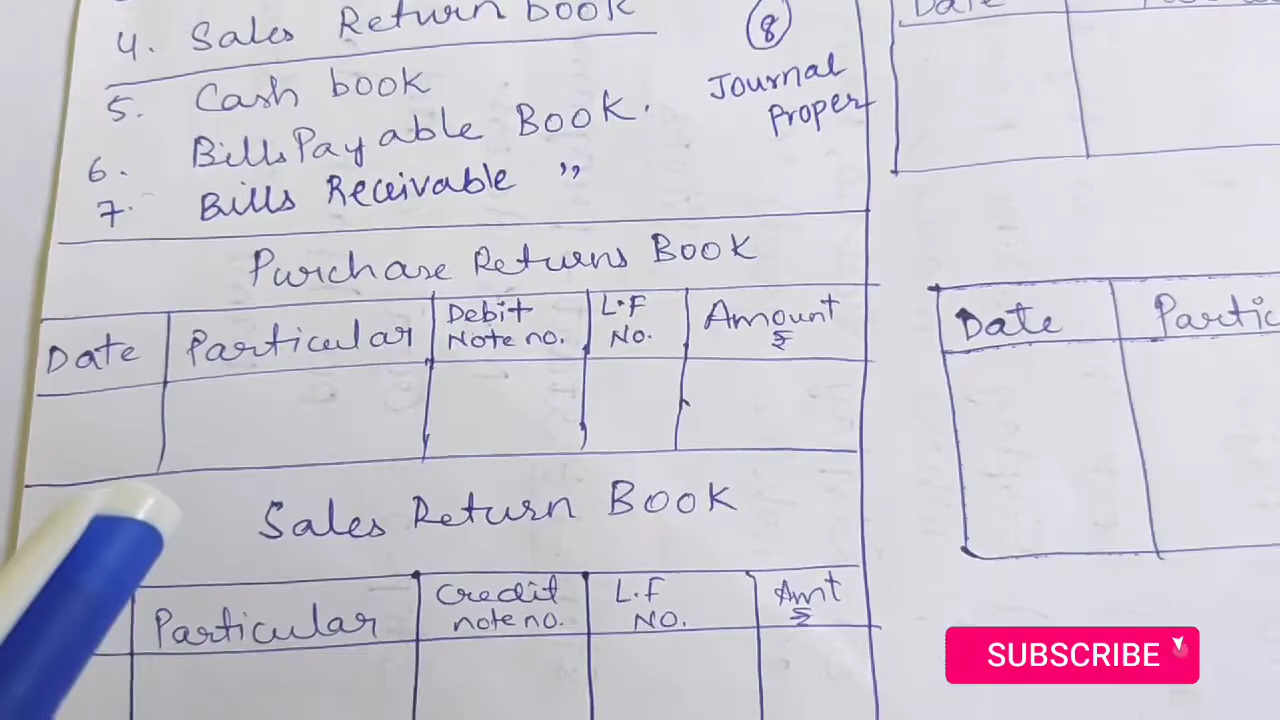 4. Sales Return book
5. Cash book
6. Bills Payable Book.
7. Bills Receivable ,,
8
Journal
Proper
Purchase Returns Book
Date Particular Debit Note no. L.F No. Amount ₹
Sales Return Book
Particular Credit note no. L.F No. Amt ₹
Date
Date Partic
SUBSCRIBE